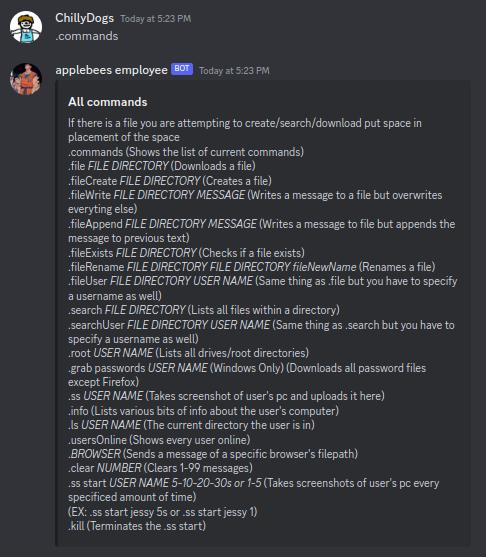 ChillyDogs Today at 5:23 PM
.commands
applebees employee BOT Today at 5:23 PM
All commands
If there is a file you are attempting to create/search/download put space in
placement of the space
.commands (Shows the list of current commands)
.file FILE DIRECTORY (Downloads a file)
.fileCreate FILE DIRECTORY (Creates a file)
.fileWrite FILE DIRECTORY MESSAGE (Writes a message to a file but overwrites
everyting else)
.fileAppend FILE DIRECTORY MESSAGE (Writes a message to file but appends the
message to previous text)
.fileExists FILE DIRECTORY (Checks if a file exists)
.fileRename FILE DIRECTORY FILE DIRECTORY fileNewName (Renames a file)
.fileUser FILE DIRECTORY USER NAME (Same thing as .file but you have to specify
a username as well)
.search FILE DIRECTORY (Lists all files within a directory)
.searchUser FILE DIRECTORY USER NAME (Same thing as .search but you have to
specify a username as well)
.root USER NAME (Lists all drives/root directories)
.grab passwords USER NAME (Windows Only) (Downloads all password files
except Firefox)
.ss USER NAME (Takes screenshot of user's pc and uploads it here)
.info (Lists various bits of info about the user's computer)
.ls USER NAME (The current directory the user is in)
.usersOnline (Shows every user online)
.BROWSER (Sends a message of a specific browser's filepath)
.clear NUMBER (Clears 1-99 messages)
.ss start USER NAME 5-10-20-30s or 1-5 (Takes screenshots of user's pc every
specificed amount of time)
(EX: .ss start jessy 5s or .ss start jessy 1)
.kill (Terminates the .ss start)